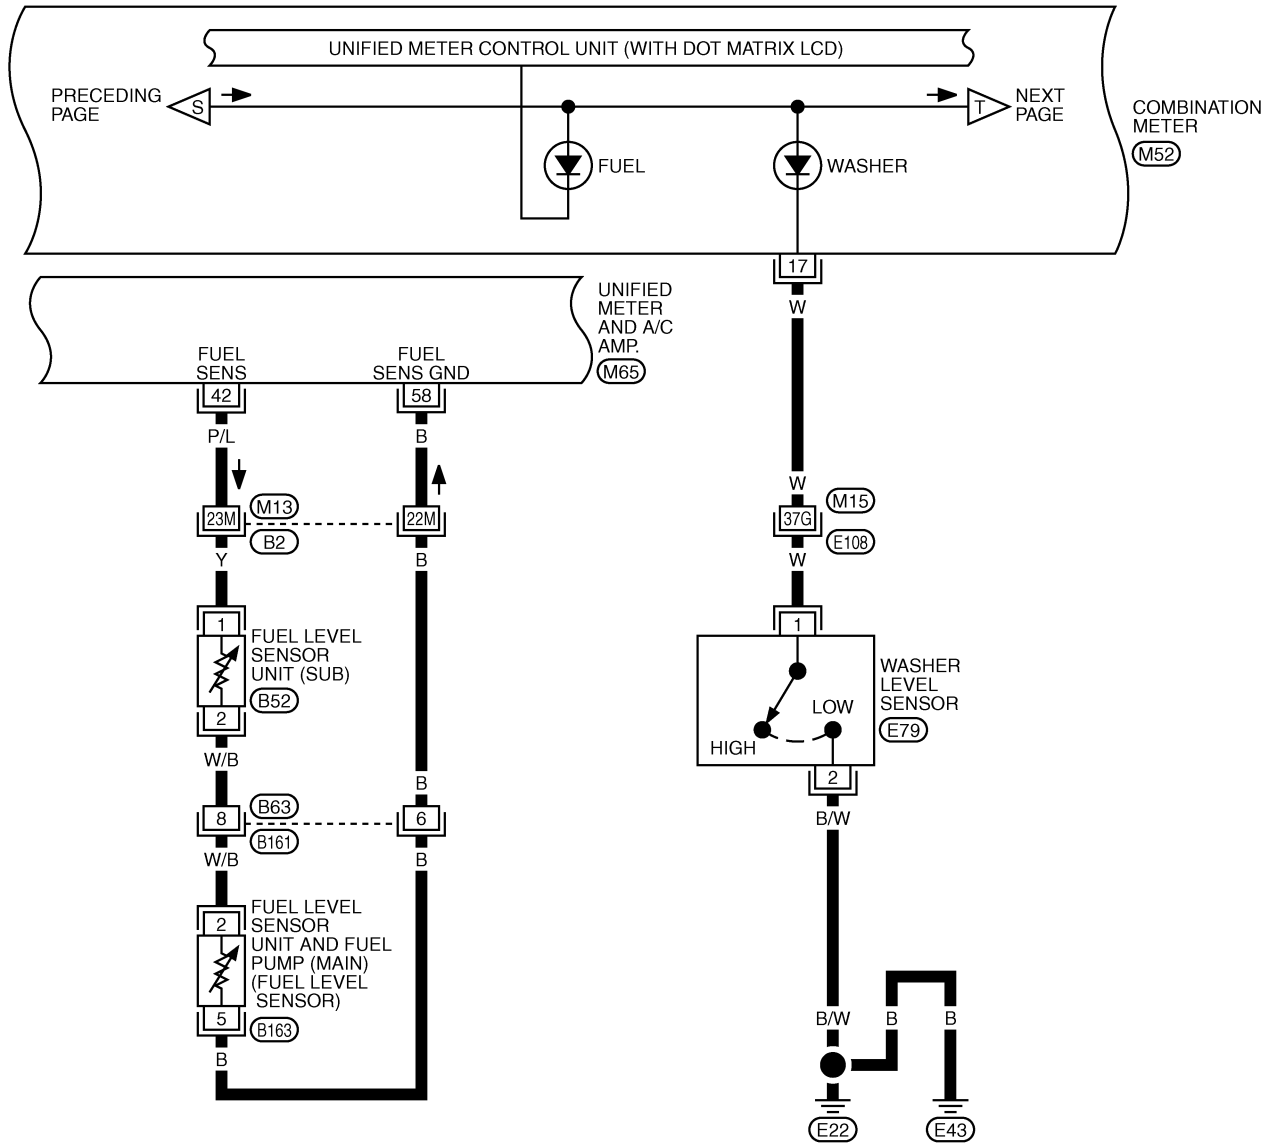 UNIFIED METER CONTROL UNIT (WITH DOT MATRIX LCD)
PRECEDING
PAGE
S
T
NEXT
PAGE
COMBINATION
METER
M52
FUEL
WASHER
17
W
UNIFIED
METER
AND A/C
AMP.
M65
FUEL
SENS
FUEL
SENS GND
42
58
P/L
B
W
23M
M13
B2
22M
37G
M15
E108
Y
B
W
1
FUEL LEVEL
SENSOR
UNIT (SUB)
B52
2
1
WASHER
LEVEL
SENSOR
E79
LOW
HIGH
2
W/B
B
B/W
8
B63
B161
6
W/B
B
2
FUEL LEVEL
SENSOR
UNIT AND FUEL
PUMP (MAIN)
(FUEL LEVEL
SENSOR)
5
B163
B
B/W
B
B
E22
E43